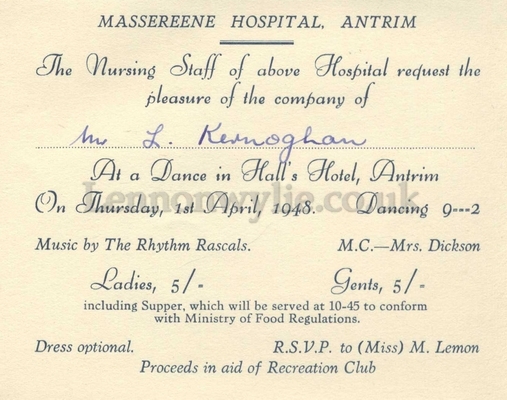 MASSEREENE HOSPITAL, ANTRIM
The Nursing Staff of above Hospital request the
pleasure of the company of
Mr L. Kernoghan
At a Dance in Hall's Hotel, Antrim
Lennonwylie.co.uk
On Thursday, 1st April, 1948. Dancing 9---2
Music by The Rhythm Rascals. M.C.—Mrs. Dickson
Ladies, 5/- Gents, 5/-
including Supper, which will be served at 10-45 to conform
with Ministry of Food Regulations.
Dress optional. R.S.V.P. to (Miss) M. Lemon
Proceeds in aid of Recreation Club